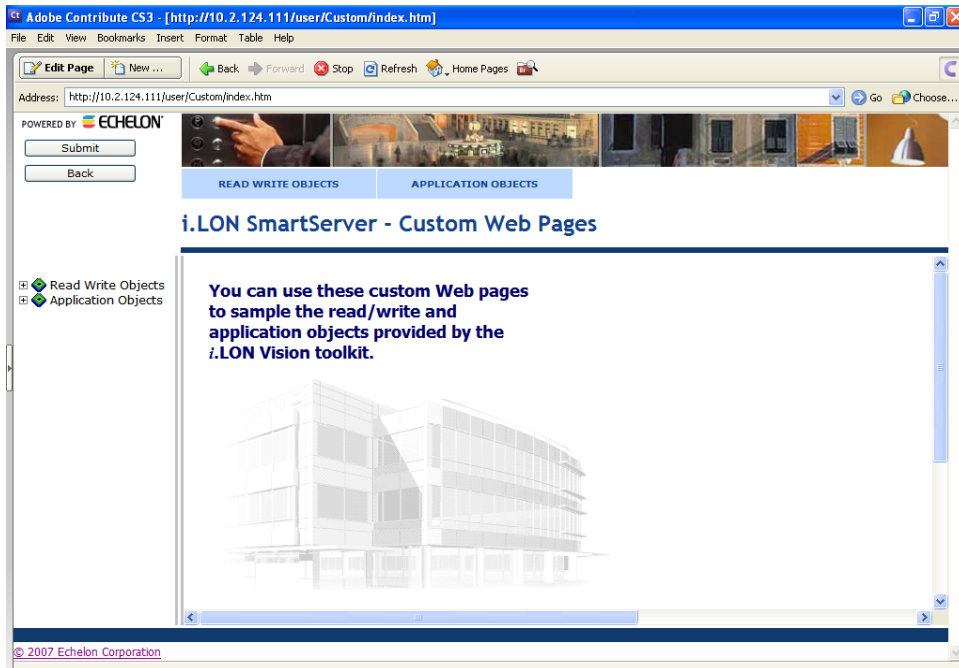 Adobe Contribute CS3 - [http://10.2.124.111/user/Custom/index.htm]
File Edit View Bookmarks Insert Format Table Help
Edit Page New ... Back Forward Stop Refresh Home Pages
Address: http://10.2.124.111/user/Custom/index.htm Go Choose...
POWERED BY ECHELON
Submit
Back
READ WRITE OBJECTS APPLICATION OBJECTS
i.LON SmartServer - Custom Web Pages
Read Write Objects
Application Objects
You can use these custom Web pages
to sample the read/write and
application objects provided by the
i.LON Vision toolkit.
© 2007 Echelon Corporation